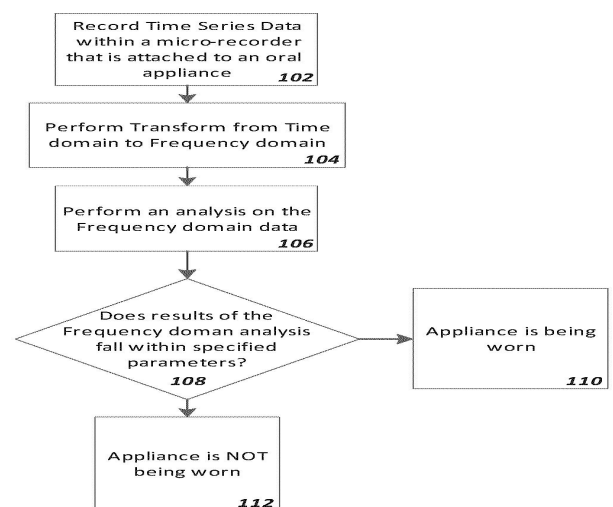 Record Time Series Data
within a micro-recorder
that is attached to an oral
appliance
102
Perform Transform from Time
domain to Frequency domain
104
Perform an analysis on the
Frequency domain data
106
Does results of the
Frequency doman analysis
fall within specified
parameters?
108
Appliance is being
worn
110
Appliance is NOT
being worn
112